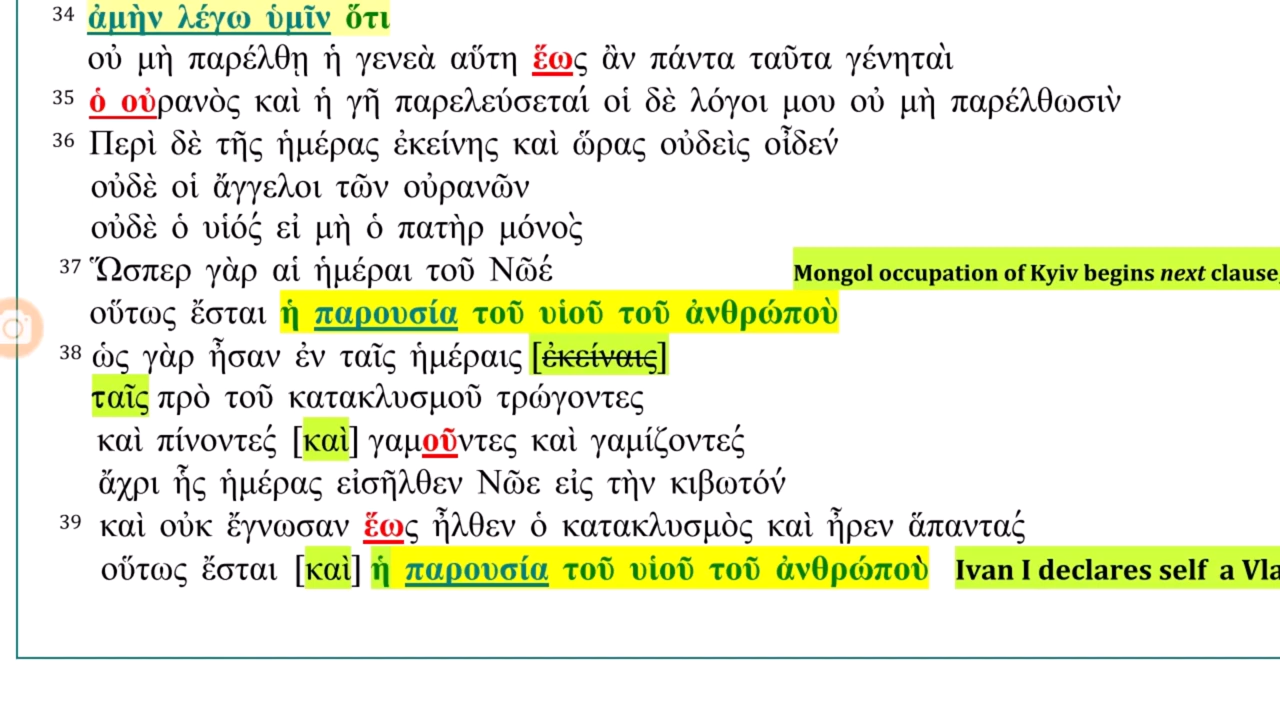 34 ἀμὴν λέγω ὑμῖν ὅτι
οὐ μὴ παρέλθῃ ἡ γενεὰ αὕτη ἕως ἂν πάντα ταῦτα γένηταὶ
35 ὁ οὐρανὸς καὶ ἡ γῆ παρελεύσεταί οἱ δὲ λόγοι μου οὐ μὴ παρέλθωσιν̀
36 Περὶ δὲ τῆς ἡμέρας ἐκείνης καὶ ὥρας οὐδεὶς οἶδεν́
οὐδὲ οἱ ἄγγελοι τῶν οὐρανῶν
οὐδὲ ὁ υἱός́ εἰ μὴ ὁ πατὴρ μόνος̀
37 Ὥσπερ γὰρ αἱ ἡμέραι τοῦ Νῶέ Mongol occupation of Kyiv begins next clause,
οὕτως ἔσται ἡ παρουσία τοῦ υἱοῦ τοῦ ἀνθρώποὺ
38 ὡς γὰρ ἦσαν ἐν ταῖς ἡμέραις [ἐκείναις]
ταῖς πρὸ τοῦ κατακλυσμοῦ τρώγοντες
καὶ πίνοντες́ [καὶ] γαμοῦντες καὶ γαμίζοντες́
ἄχρι ἧς ἡμέρας εἰσῆλθεν Νῶε εἰς τὴν κιβωτόν́
39 καὶ οὐκ ἔγνωσαν ἕως ἦλθεν ὁ κατακλυσμὸς καὶ ἦρεν ἅπαντας́
οὕτως ἔσται [καὶ] ἡ παρουσία τοῦ υἱοῦ τοῦ ἀνθρώποὺ Ivan I declares self a Vla